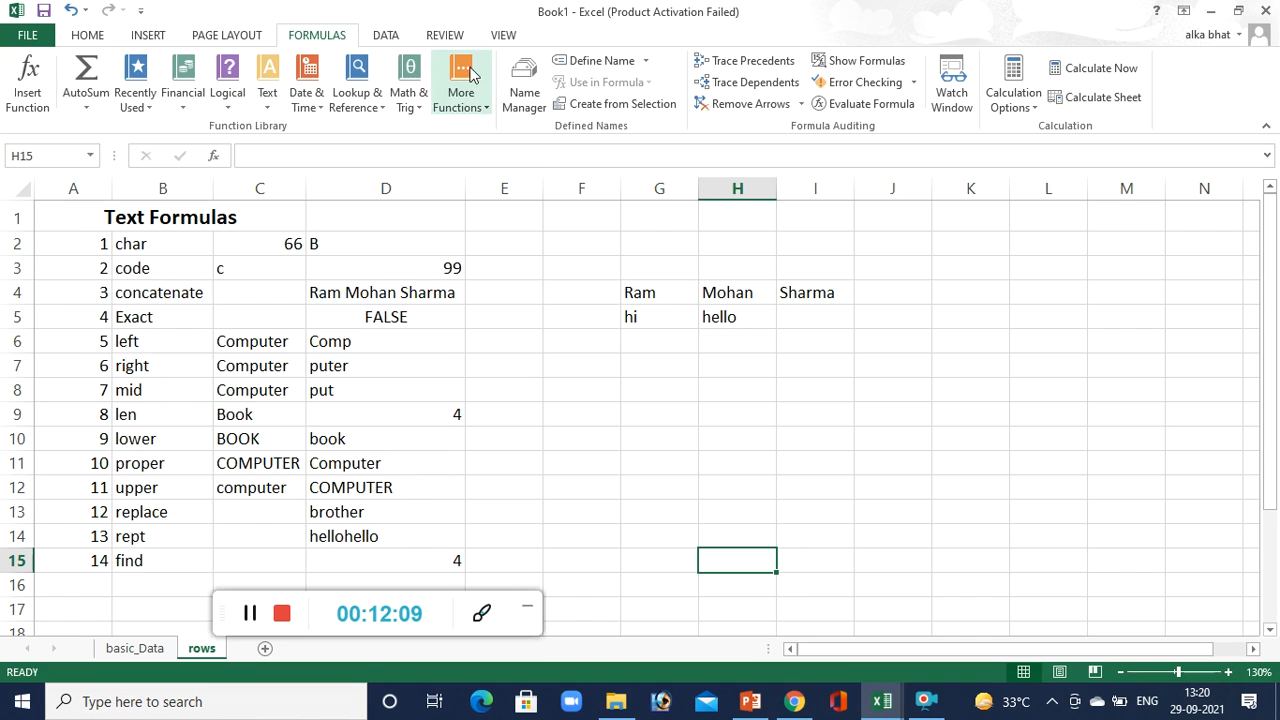 Book1 - Excel (Product Activation Failed)
FILE HOME INSERT PAGE LAYOUT FORMULAS DATA REVIEW VIEW alka bhat
Insert Function
AutoSum
Recently Used
Financial
Logical
Text
Date & Time
Lookup & Reference
Math & Trig
More Functions
Function Library
Name Manager
Define Name
Use in Formula
Create from Selection
Defined Names
Trace Precedents
Trace Dependents
Remove Arrows
Show Formulas
Error Checking
Evaluate Formula
Formula Auditing
Watch Window
Calculation Options
Calculate Now
Calculate Sheet
Calculation
H15 fx
A B C D E F G H I J K L M N
1 Text Formulas
2 1 char 66 B
3 2 code c 99
4 3 concatenate Ram Mohan Sharma Ram Mohan Sharma
5 4 Exact FALSE hi hello
6 5 left Computer Comp
7 6 right Computer puter
8 7 mid Computer put
9 8 len Book 4
10 9 lower BOOK book
11 10 proper COMPUTER Computer
12 11 upper computer COMPUTER
13 12 replace brother
14 13 rept hellohello
15 14 find 4
16
17
18
00:12:09
basic_Data rows
READY 130%
Type here to search 33°C ENG 13:20
29-09-2021